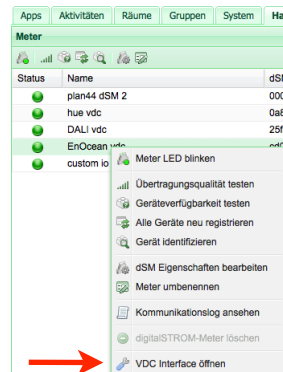 Apps Aktivitäten Räume Gruppen System Ha
Meter
Status Name dSM
plan44 dSM 2 000
hue vdc 0a8
DALI vdc 25f
EnOcean vdc
custom io
Meter LED blinken
Übertragungsqualität testen
Geräteverfügbarkeit testen
Alle Geräte neu registrieren
Gerät identifizieren
dSM Eigenschaften bearbeiten
Meter umbenennen
Kommunikationslog ansehen
digitalSTROM-Meter löschen
VDC Interface öffnen